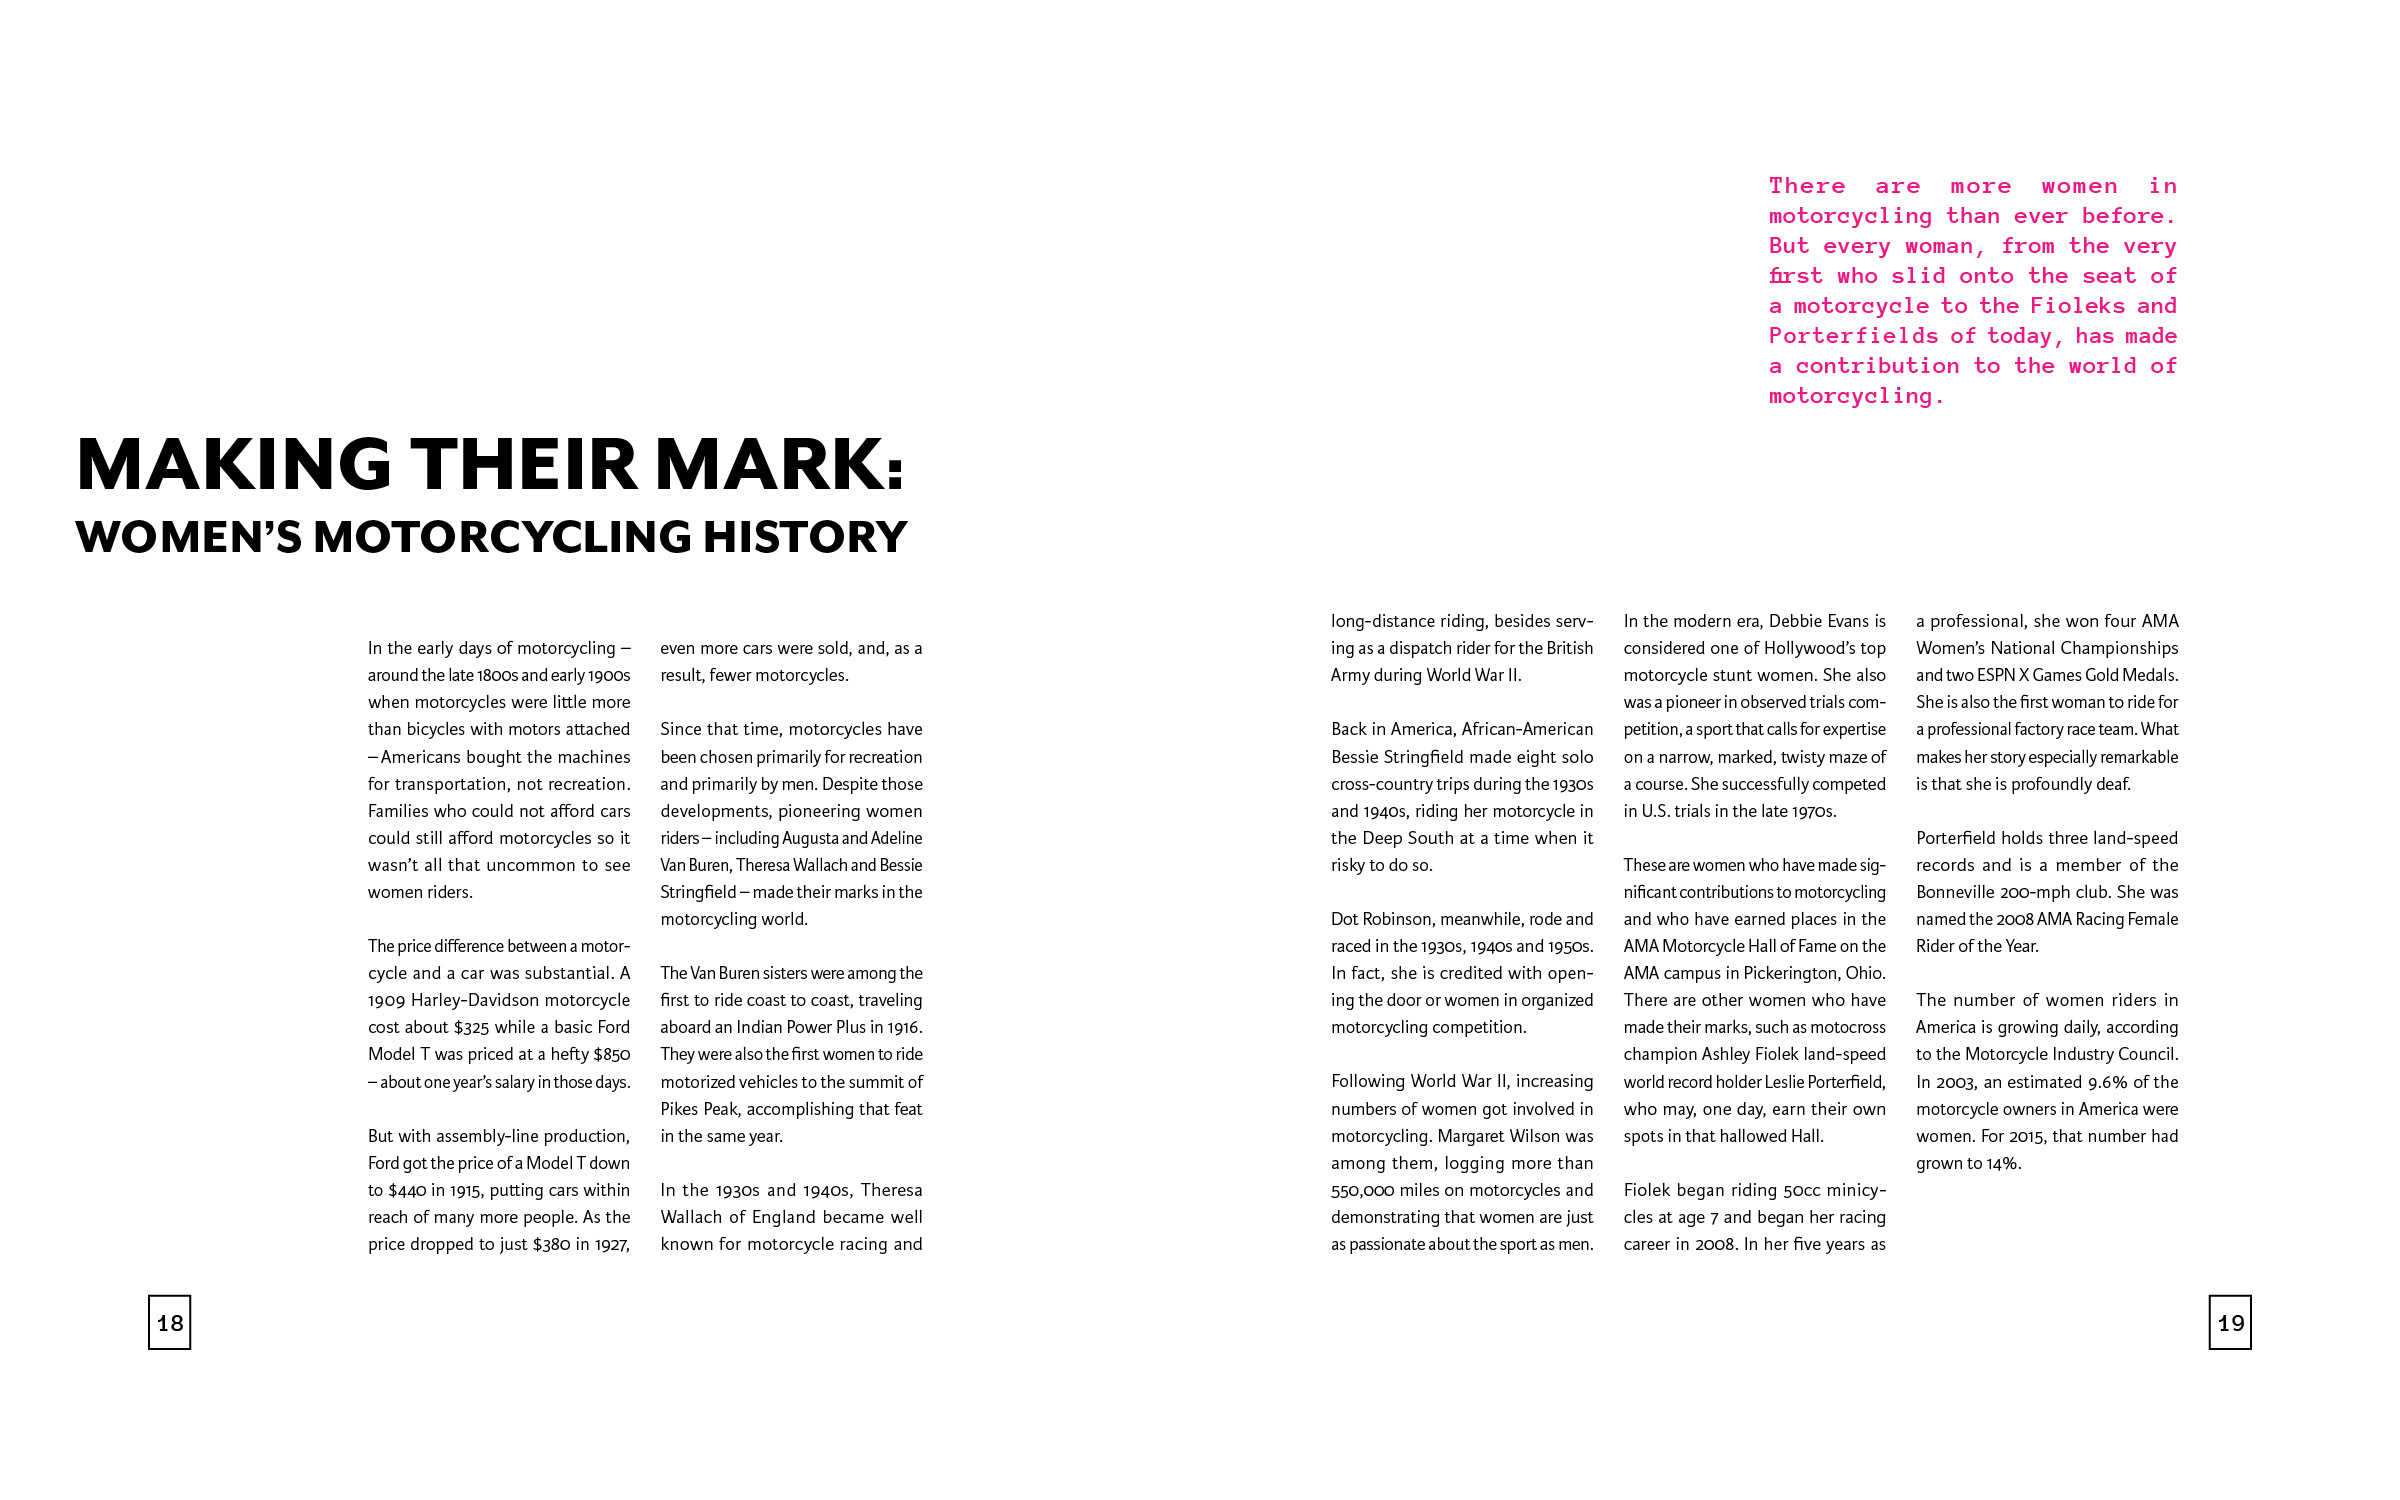 MAKING THEIR MARK:
WOMEN’S MOTORCYCLING HISTORY
In the early days of motorcycling –
around the late 1800s and early 1900s
when motorcycles were little more
than bicycles with motors attached
– Americans bought the machines
for transportation, not recreation.
Families who could not afford cars
could still afford motorcycles so it
wasn’t all that uncommon to see
women riders.
The price difference between a motor-
cycle and a car was substantial. A
1909 Harley-Davidson motorcycle
cost about $325 while a basic Ford
Model T was priced at a hefty $850
– about one year’s salary in those days.
But with assembly-line production,
Ford got the price of a Model T down
to $440 in 1915, putting cars within
reach of many more people. As the
price dropped to just $380 in 1927,
even more cars were sold, and, as a
result, fewer motorcycles.
Since that time, motorcycles have
been chosen primarily for recreation
and primarily by men. Despite those
developments, pioneering women
riders – including Augusta and Adeline
Van Buren, Theresa Wallach and Bessie
Stringfield – made their marks in the
motorcycling world.
The Van Buren sisters were among the
first to ride coast to coast, traveling
aboard an Indian Power Plus in 1916.
They were also the first women to ride
motorized vehicles to the summit of
Pikes Peak, accomplishing that feat
in the same year.
In the 1930s and 1940s, Theresa
Wallach of England became well
known for motorcycle racing and
18
There are more women in
motorcycling than ever before.
But every woman, from the very
first who slid onto the seat of
a motorcycle to the Fioleks and
Porterfields of today, has made
a contribution to the world of
motorcycling.
long-distance riding, besides serv-
ing as a dispatch rider for the British
Army during World War II.
Back in America, African-American
Bessie Stringfield made eight solo
cross-country trips during the 1930s
and 1940s, riding her motorcycle in
the Deep South at a time when it
risky to do so.
Dot Robinson, meanwhile, rode and
raced in the 1930s, 1940s and 1950s.
In fact, she is credited with open-
ing the door or women in organized
motorcycling competition.
Following World War II, increasing
numbers of women got involved in
motorcycling. Margaret Wilson was
among them, logging more than
550,000 miles on motorcycles and
demonstrating that women are just
as passionate about the sport as men.
In the modern era, Debbie Evans is
considered one of Hollywood’s top
motorcycle stunt women. She also
was a pioneer in observed trials com-
petition, a sport that calls for expertise
on a narrow, marked, twisty maze of
a course. She successfully competed
in U.S. trials in the late 1970s.
These are women who have made sig-
nificant contributions to motorcycling
and who have earned places in the
AMA Motorcycle Hall of Fame on the
AMA campus in Pickerington, Ohio.
There are other women who have
made their marks, such as motocross
champion Ashley Fiolek land-speed
world record holder Leslie Porterfield,
who may, one day, earn their own
spots in that hallowed Hall.
Fiolek began riding 50cc minicy-
cles at age 7 and began her racing
career in 2008. In her five years as
a professional, she won four AMA
Women’s National Championships
and two ESPN X Games Gold Medals.
She is also the first woman to ride for
a professional factory race team. What
makes her story especially remarkable
is that she is profoundly deaf.
Porterfield holds three land-speed
records and is a member of the
Bonneville 200-mph club. She was
named the 2008 AMA Racing Female
Rider of the Year.
The number of women riders in
America is growing daily, according
to the Motorcycle Industry Council.
In 2003, an estimated 9.6% of the
motorcycle owners in America were
women. For 2015, that number had
grown to 14%.
19